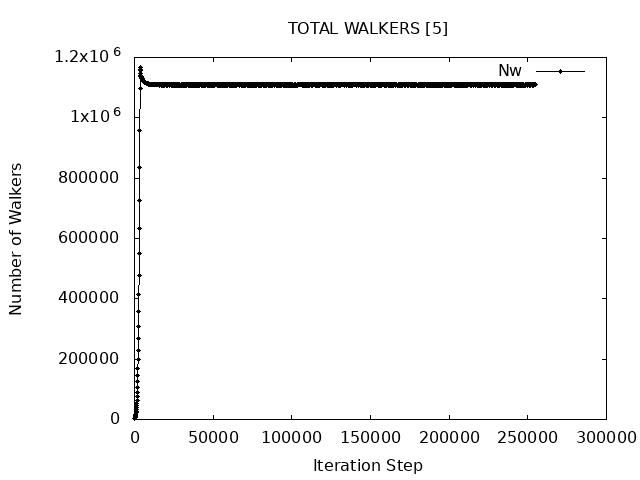 TOTAL WALKERS [5]
1.2x10^6
Nw
1x10^6
800000
600000
400000
200000
0
Number of Walkers
0 50000 100000 150000 200000 250000 300000
Iteration Step